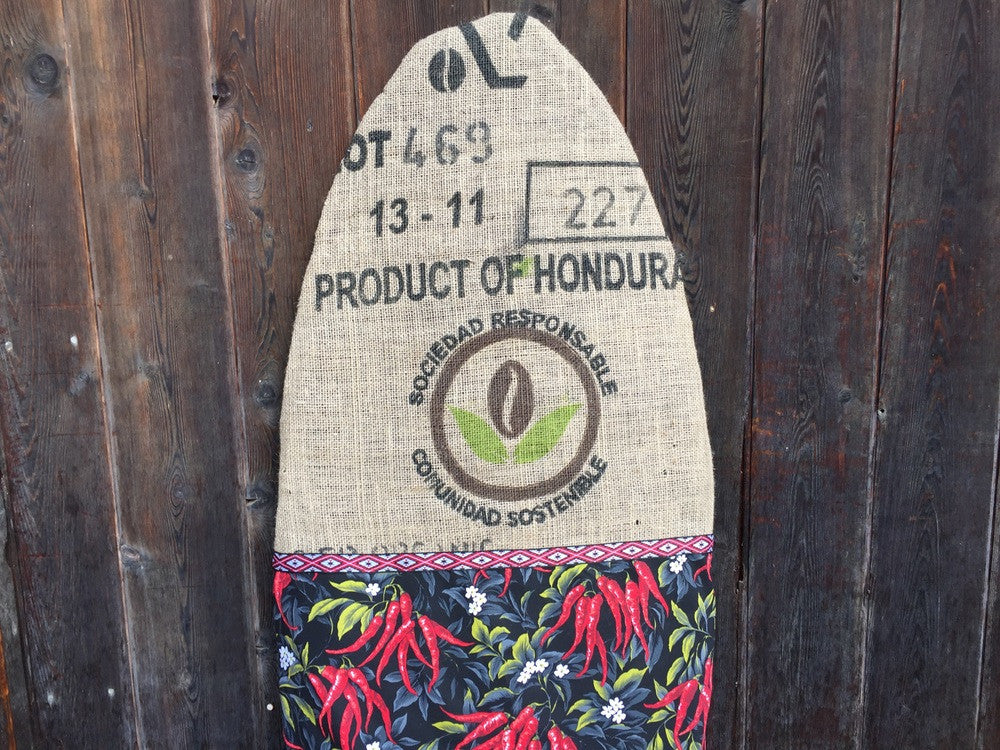 OT 469
13 - 11
227
PRODUCT OF HONDURA
SOCIEDAD RESPONSABLE
COMUNIDAD SOSTENIBLE